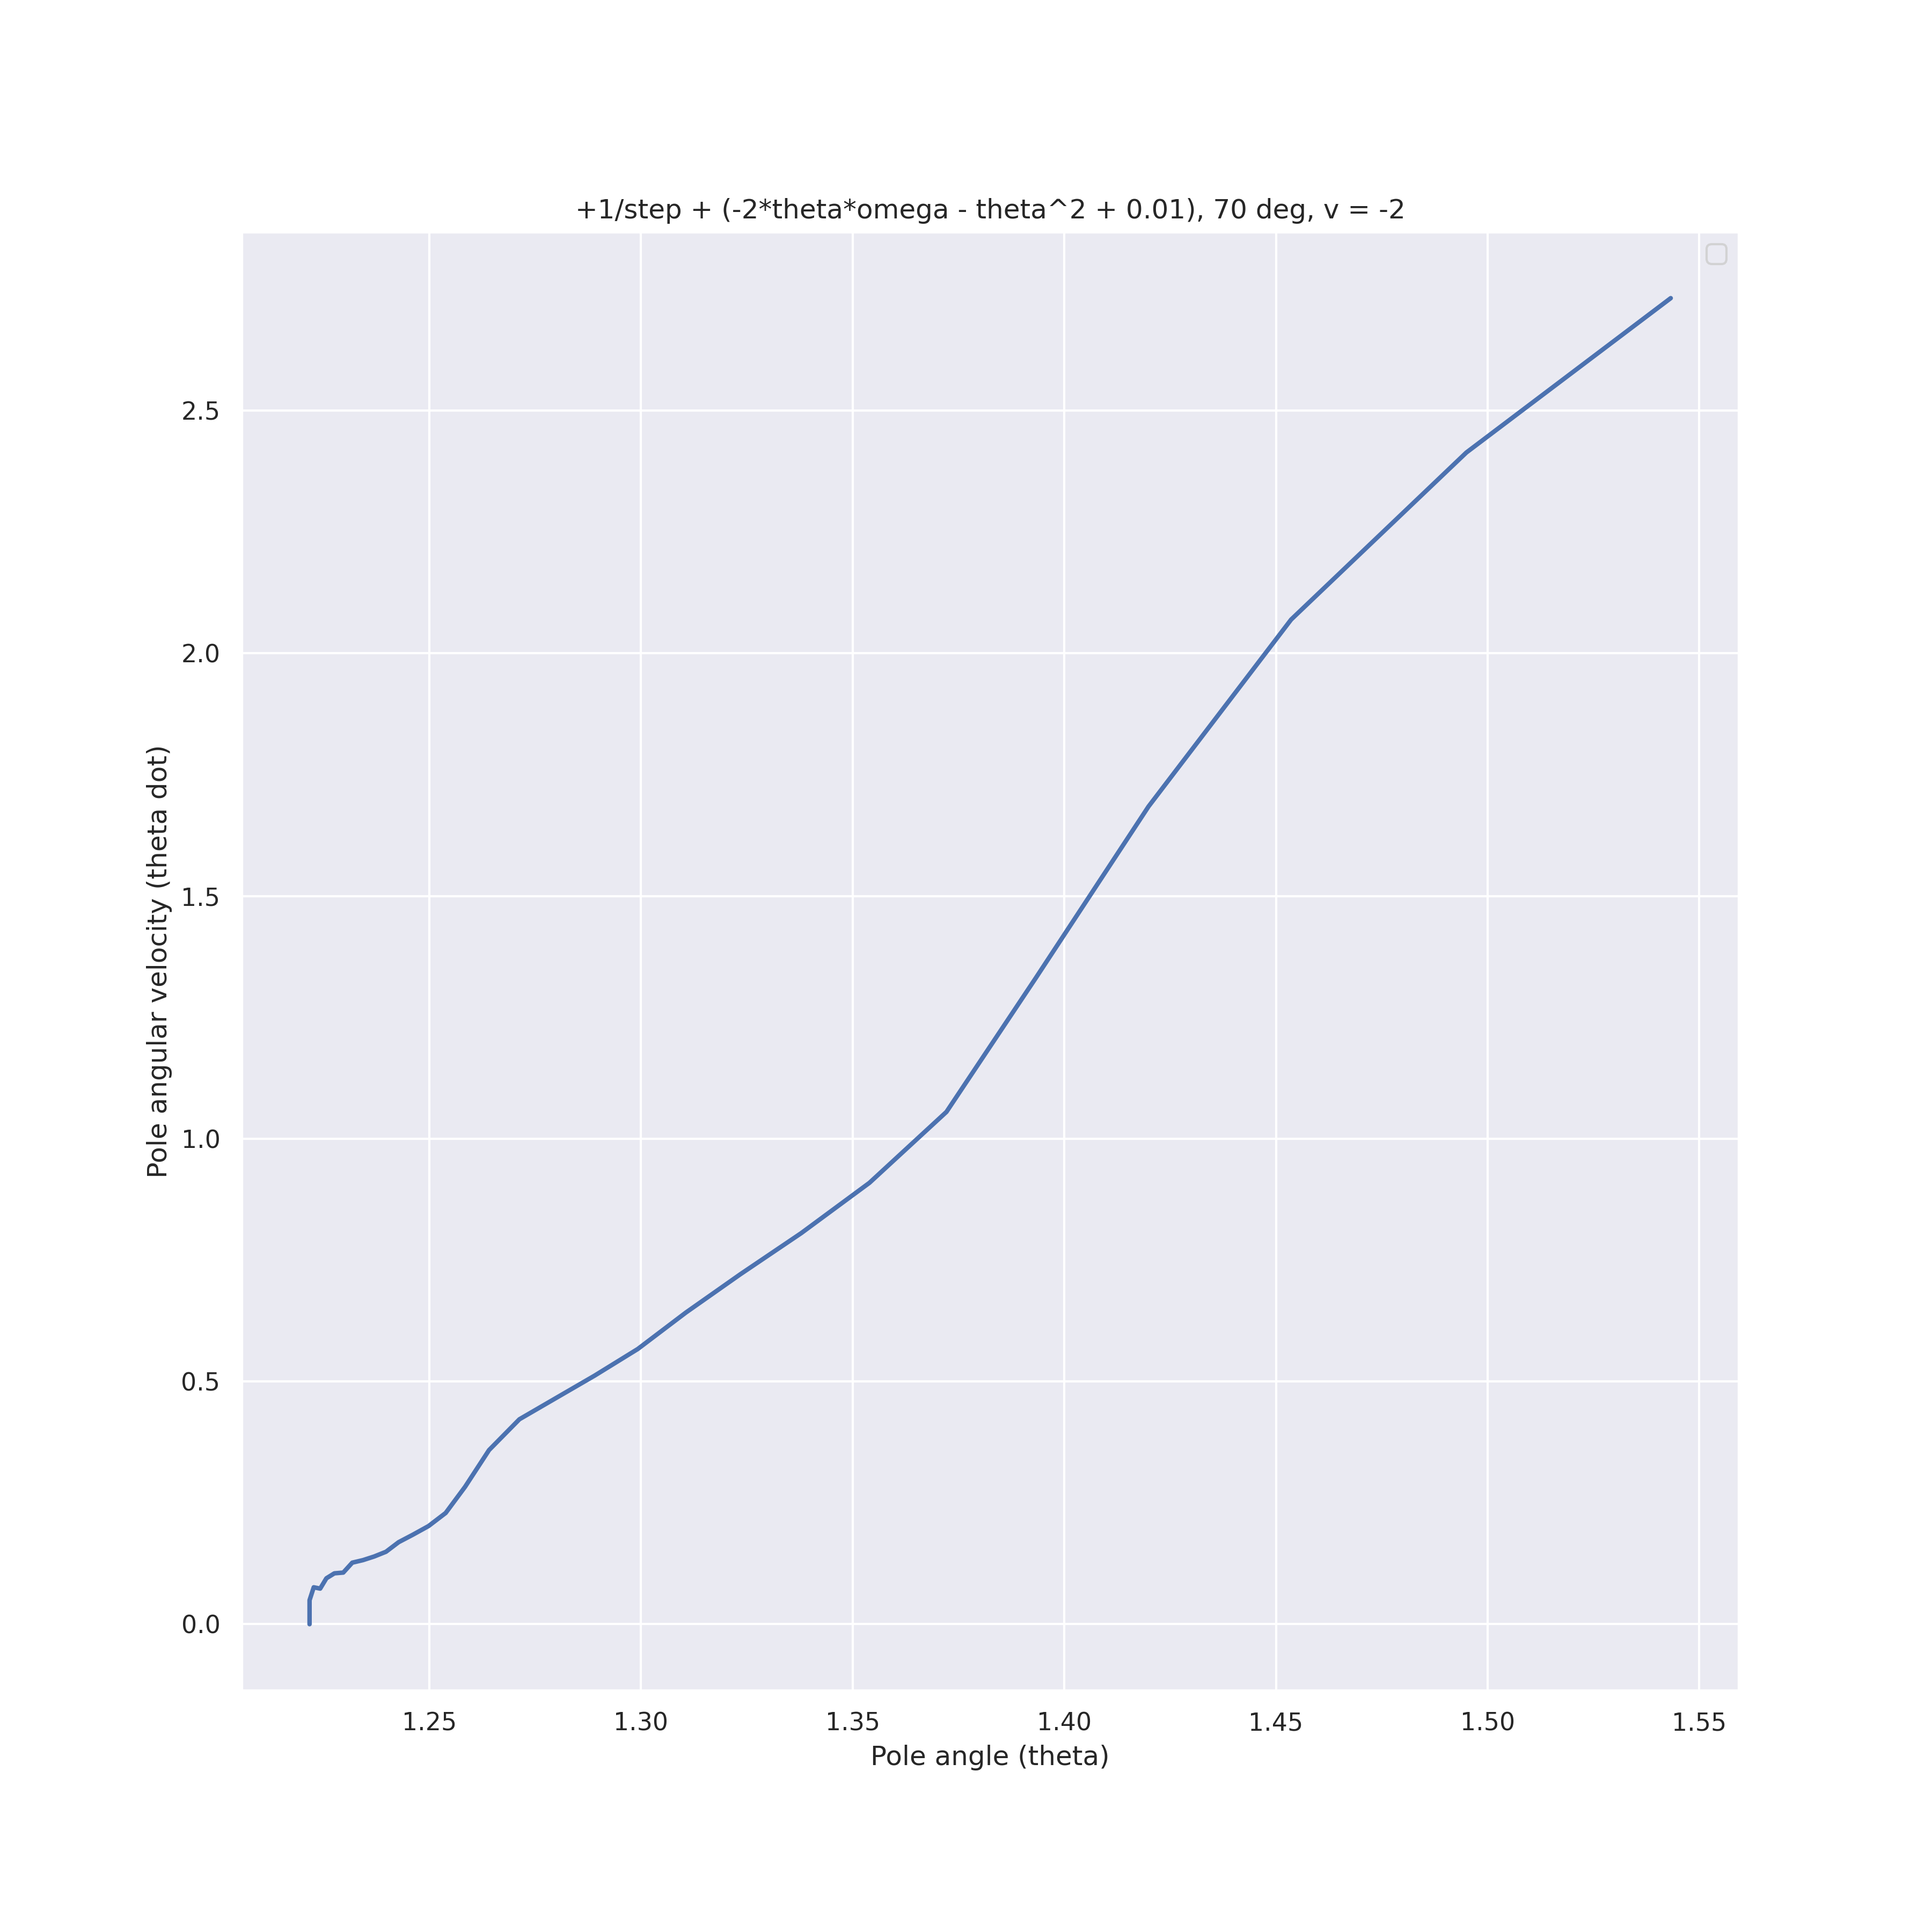 +1/step + (-2*theta*omega - theta^2 + 0.01), 70 deg, v = -2
Pole angular velocity (theta dot)
2.5
2.0
1.5
1.0
0.5
0.0
1.25 1.30 1.35 1.40 1.45 1.50 1.55
Pole angle (theta)